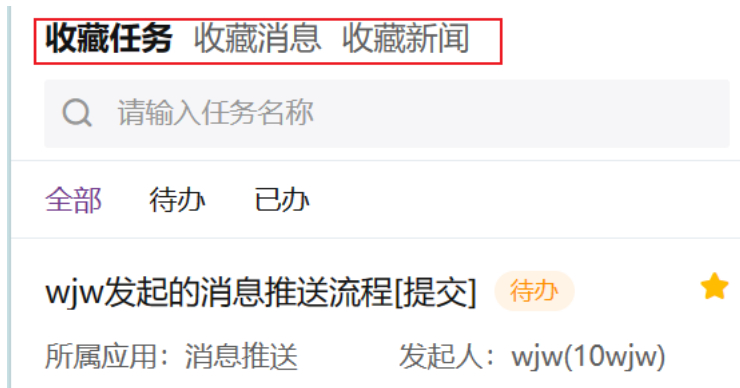 收藏任务 收藏消息 收藏新闻
请输入任务名称
全部 待办 已办
wjw发起的消息推送流程[提交] 待办
所属应用：消息推送 发起人：wjw(10wjw)